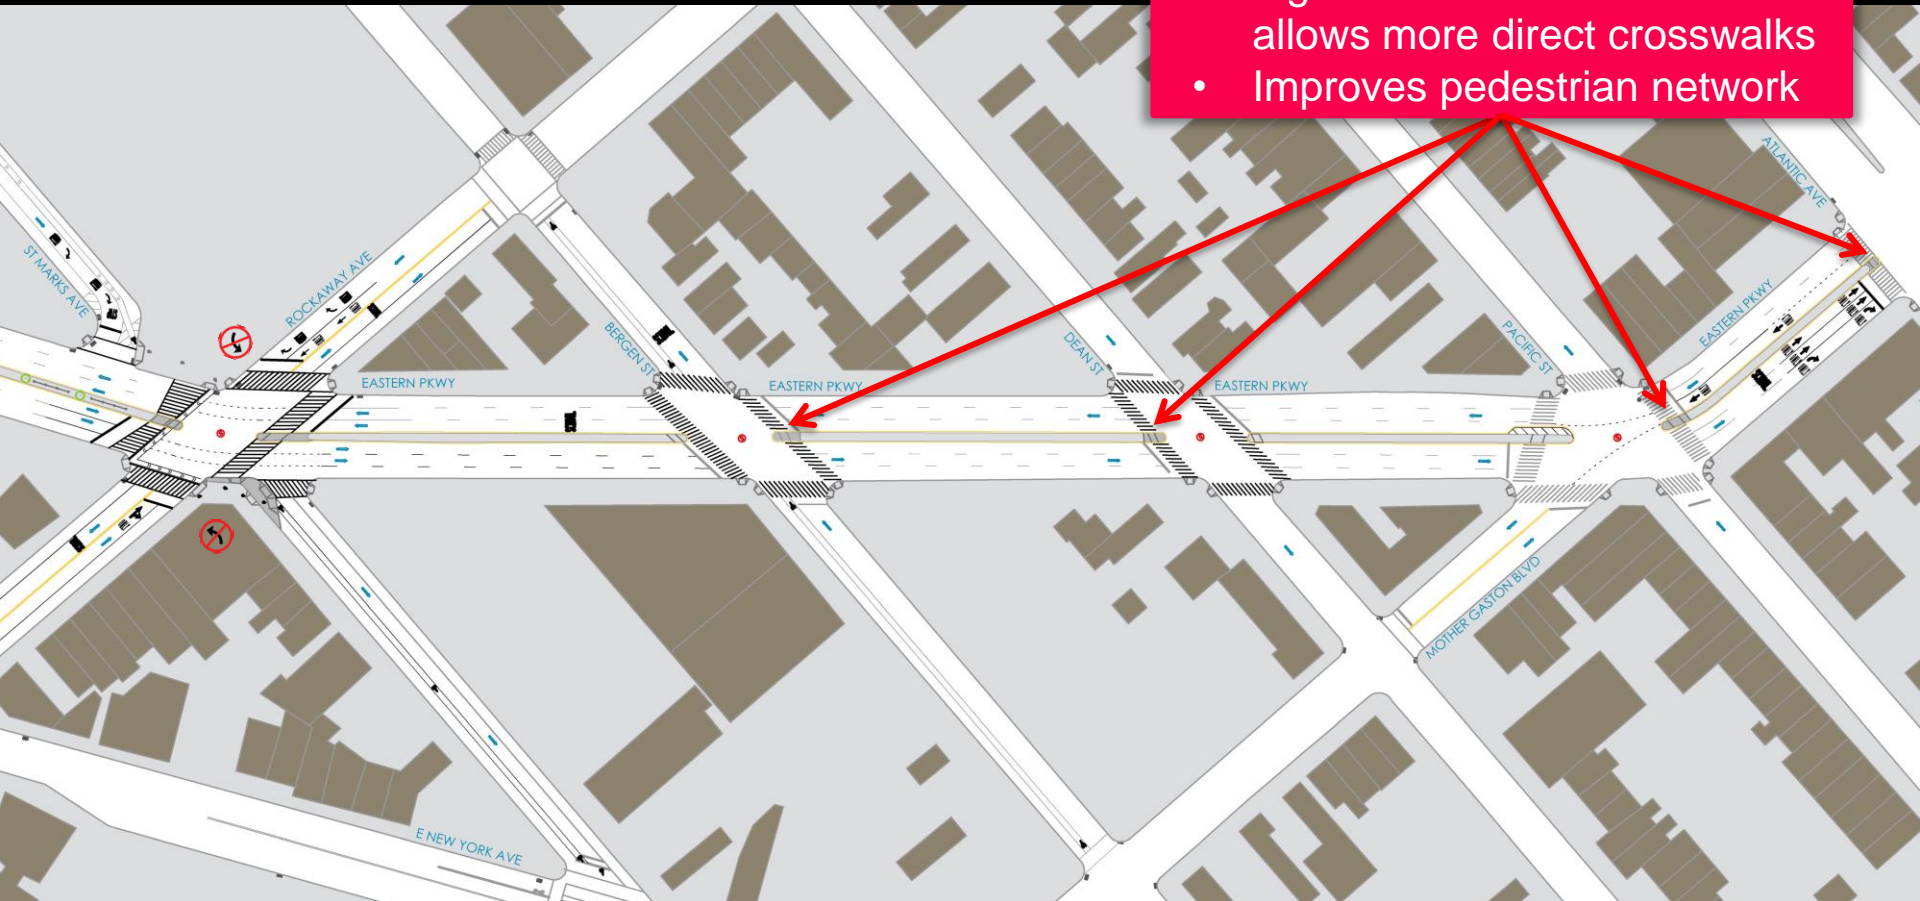 allows more direct crosswalks
• Improves pedestrian network
ATLANTIC AVE
ST MARKS AVE
ROCKAWAY AVE
BERGEN ST
DEAN ST
PACIFIC ST
EASTERN PKWY
EASTERN PKWY
EASTERN PKWY
EASTERN PKWY
MOTHER GASTON BLVD
E NEW YORK AVE